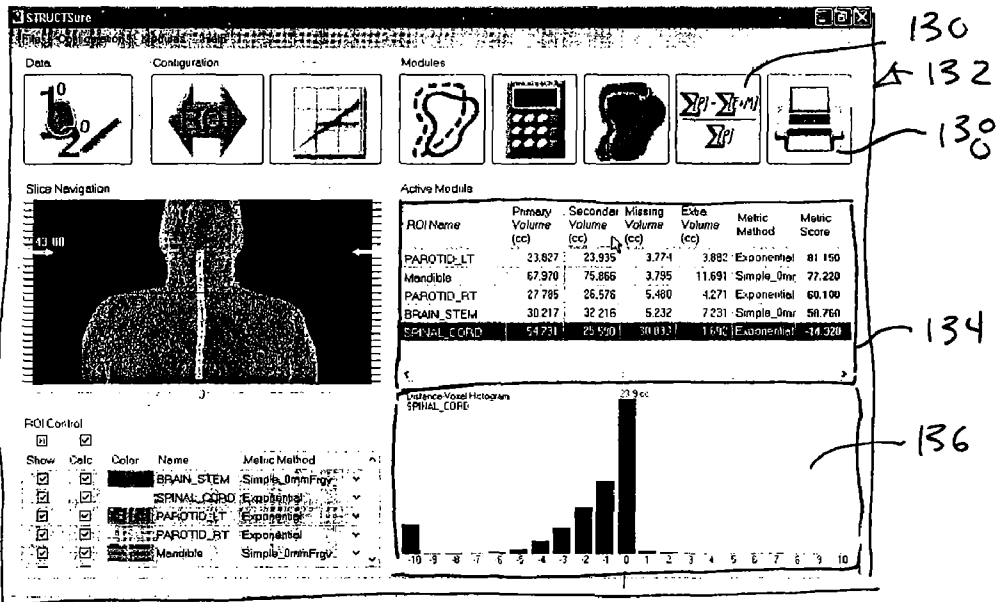 STRUCTSure
File Configuration Modules Help
Data Configuration Modules
130
132
130
Slice Navigation
43.00
Active Module
ROI Name Primary Volume (cc) Secondar Volume (cc) Missing Volume (cc) Extra Volume (cc) Metric Method Metric Score
PAROTID_LT 23.827 23.935 3.774 3.882 Exponential 81.150
Mandible 67.970 75.866 3.795 11.691 Simple_0mr 77.220
PAROTID_RT 27.785 26.576 5.480 4.271 Exponential 60.100
BRAIN_STEM 30.217 32.216 5.232 7.231 Simple_0mr 58.760
SPINAL_CORD 54.731 25.590 30.833 1.692 Exponential -14.320
134
Distance-Voxel Histogram
SPINAL_CORD
23.9 cc
136
-10 -9 -8 -7 -6 -5 -4 -3 -2 -1 0 1 2 3 4 5 6 7 8 9 10
ROI Control
Show Calc Color Name Metric Method
BRAIN_STEM Simple_0mmFrgv
SPINAL_CORD Exponential
PAROTID_LT Exponential
PAROTID_RT Exponential
Mandible Simple_0mmFrgv